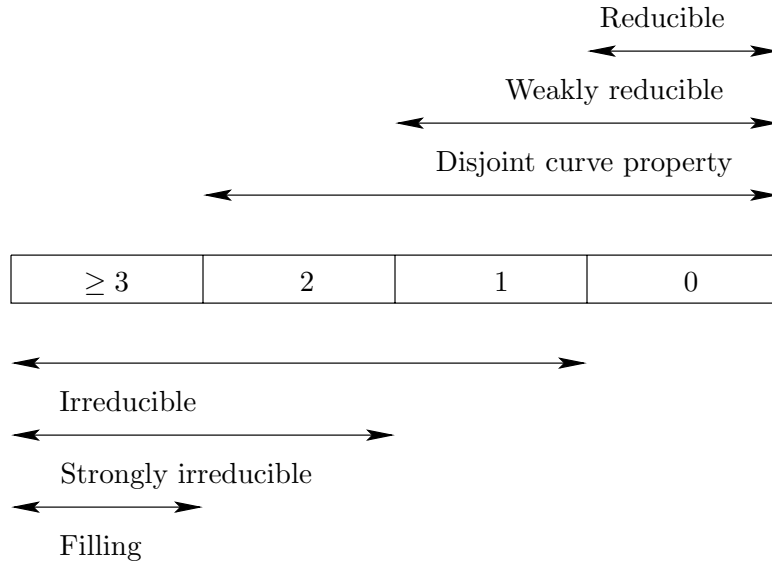 Reducible
Weakly reducible
Disjoint curve property
≥ 3 2 1 0
Irreducible
Strongly irreducible
Filling